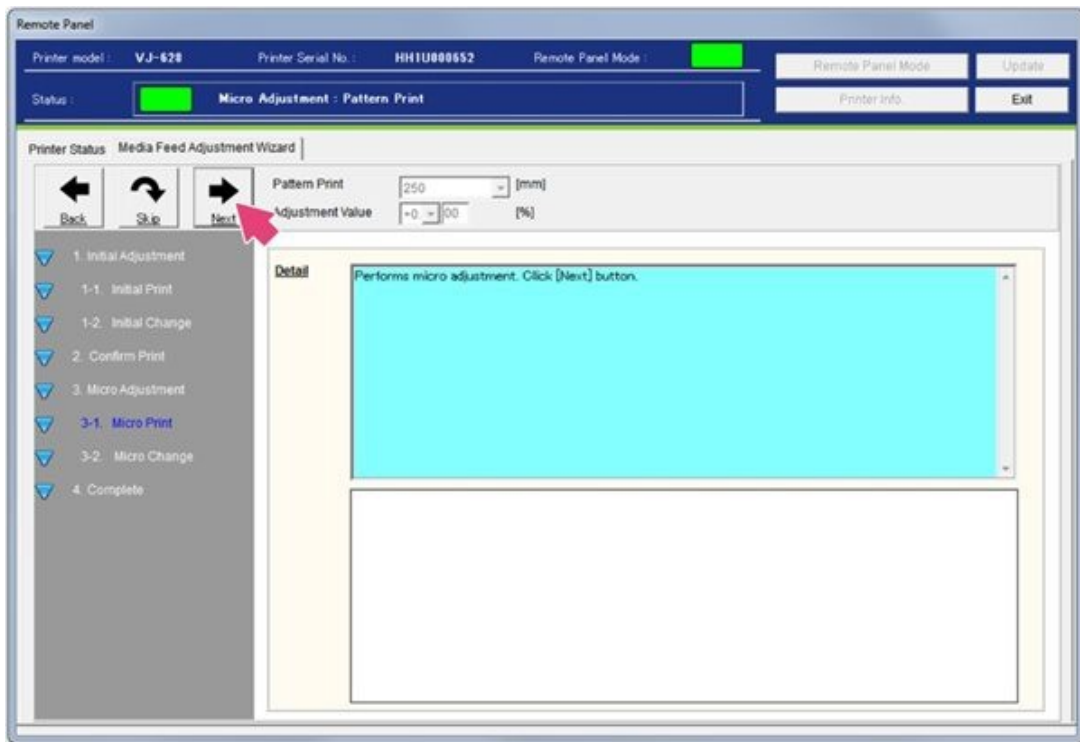 Remote Panel
Printer model : VJ-628 Printer Serial No. : HH1U000652 Remote Panel Mode : Remote Panel Mode Update
Status : Micro Adjustment : Pattern Print Printer Info. Exit
Printer Status Media Feed Adjustment Wizard
Back Skip Next
Pattern Print 250 [mm]
Adjustment Value +0. 00 [%]
1. Initial Adjustment
1-1. Initial Print
1-2. Initial Change
2. Confirm Print
3. Micro Adjustment
3-1. Micro Print
3-2. Micro Change
4. Complete
Detail
Performs micro adjustment. Click [Next] button.